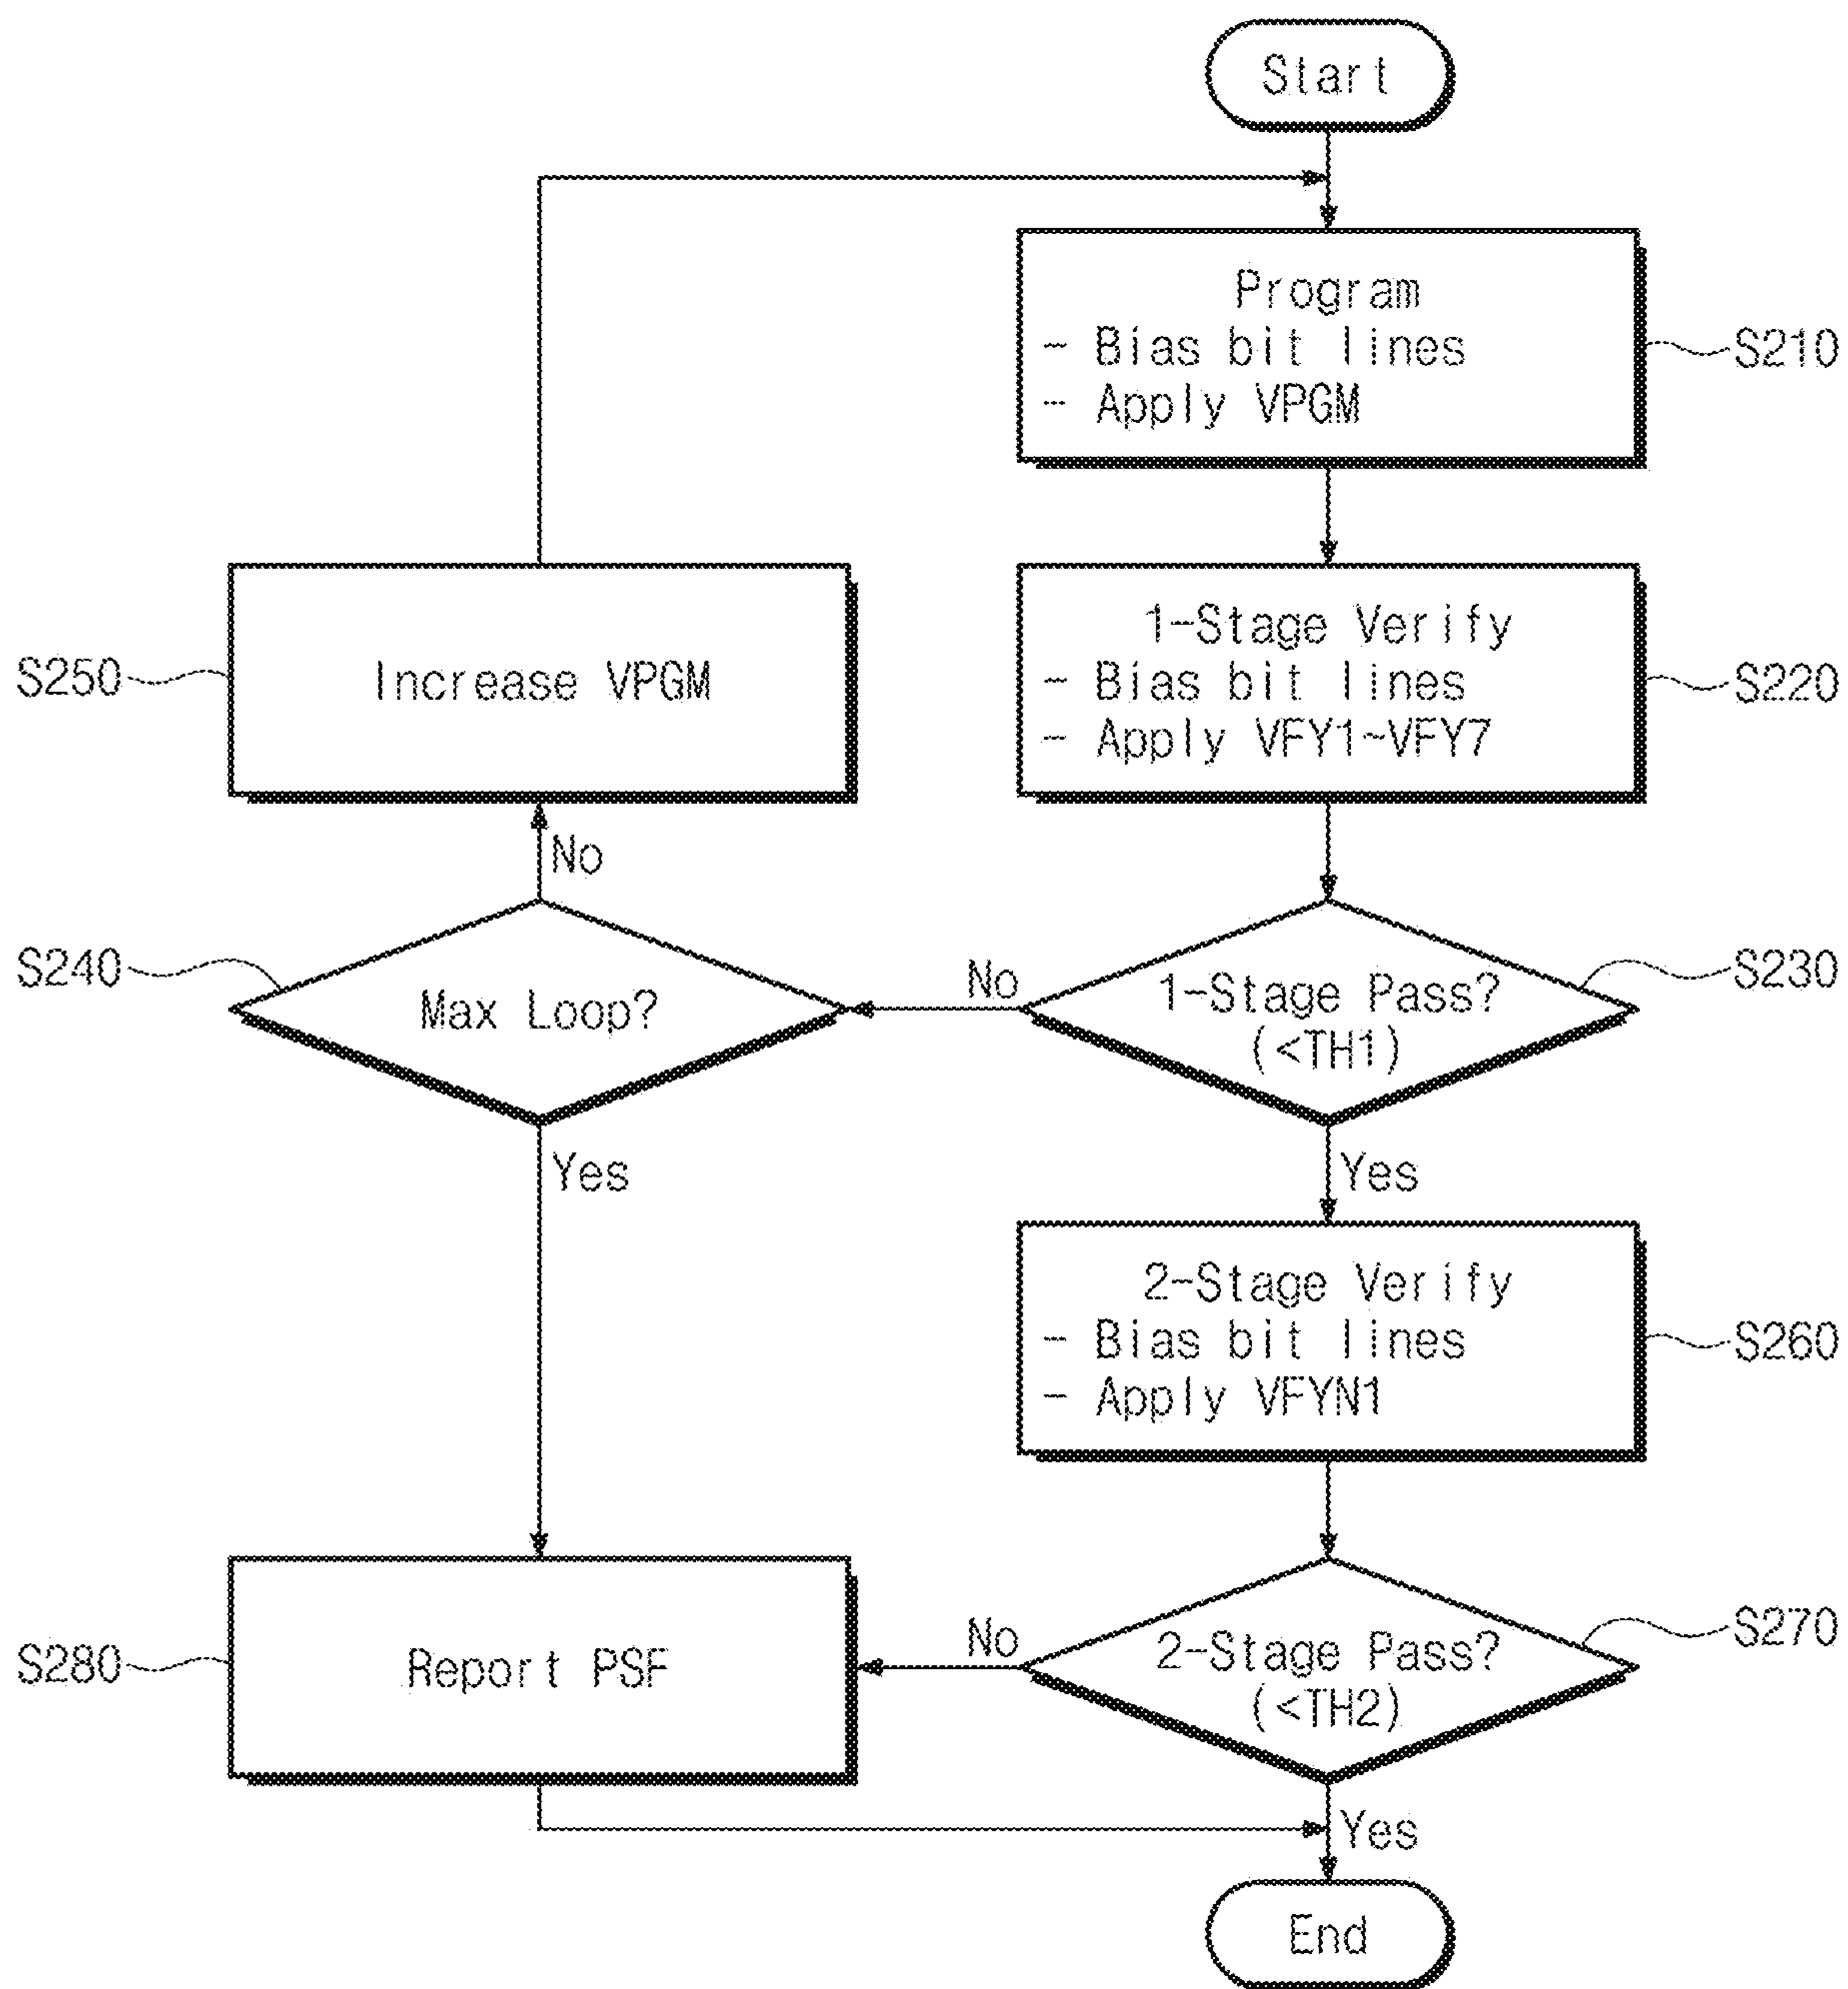 Start
Program
- Bias bit lines
- Apply VPGM
S210
1-Stage Verify
- Bias bit lines
- Apply VFY1~VFY7
S220
S250
Increase VPGM
No
S240
Max Loop?
No
1-Stage Pass?
(<TH1)
S230
Yes
Yes
2-Stage Verify
- Bias bit lines
- Apply VFYN1
S260
S280
Report PSF
No
2-Stage Pass?
(<TH2)
S270
Yes
End